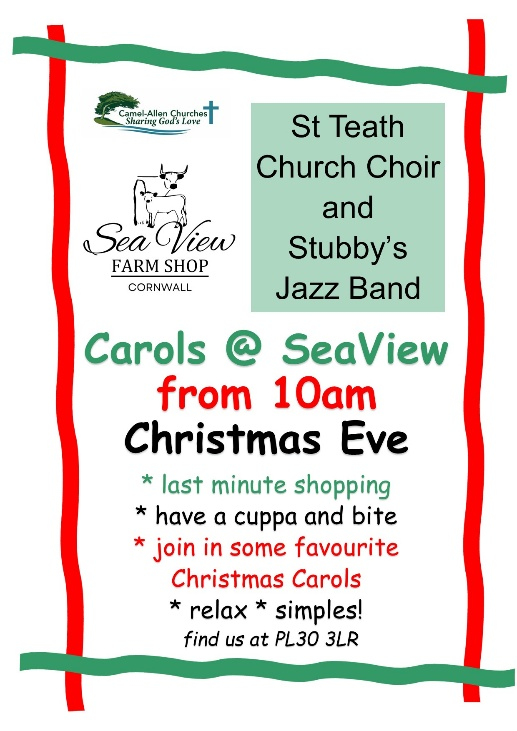 Camel-Allen Churches
Sharing God's Love
Sea View
FARM SHOP
CORNWALL
St Teath
Church Choir
and
Stubby's
Jazz Band
Carols @ SeaView
from 10am
Christmas Eve
* last minute shopping
* have a cuppa and bite
* join in some favourite
Christmas Carols
* relax * simples!
find us at PL30 3LR